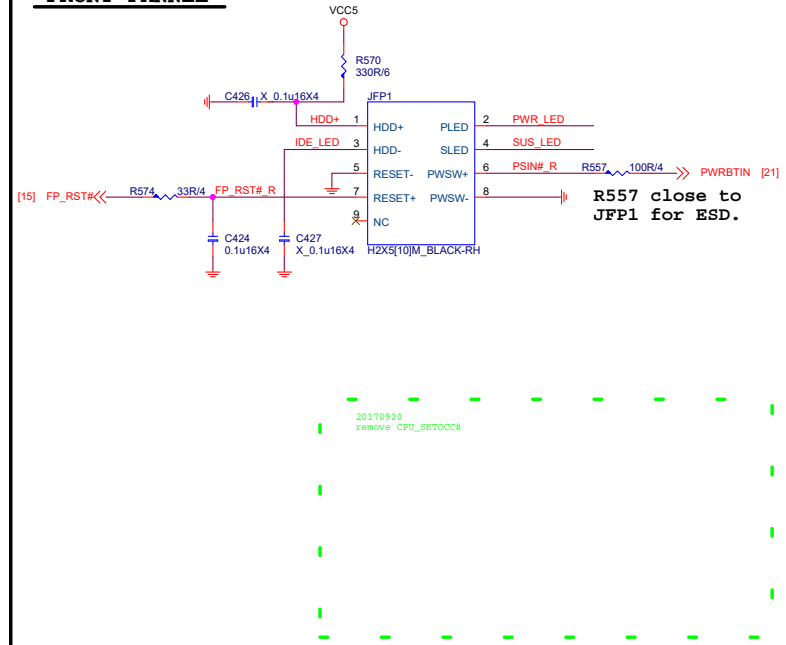 VCC5
R570
330R/6
C426 X_0.1u16X4
JFP1
HDD+ 1 HDD+ PLED 2 PWR_LED
IDE_LED 3 HDD- SLED 4 SUS_LED
5 RESET- PWSW+ 6 PSIN#_R R557 100R/4 PWRBTIN [21]
[15] FP_RST# R574 33R/4 FP_RST#_R 7 RESET+ PWSW- 8
R557 close to
JFP1 for ESD.
9 NC
C424
0.1u16X4
C427
X_0.1u16X4
H2X5[10]M_BLACK-RH
20170920
remove CPU_SKTOCC#